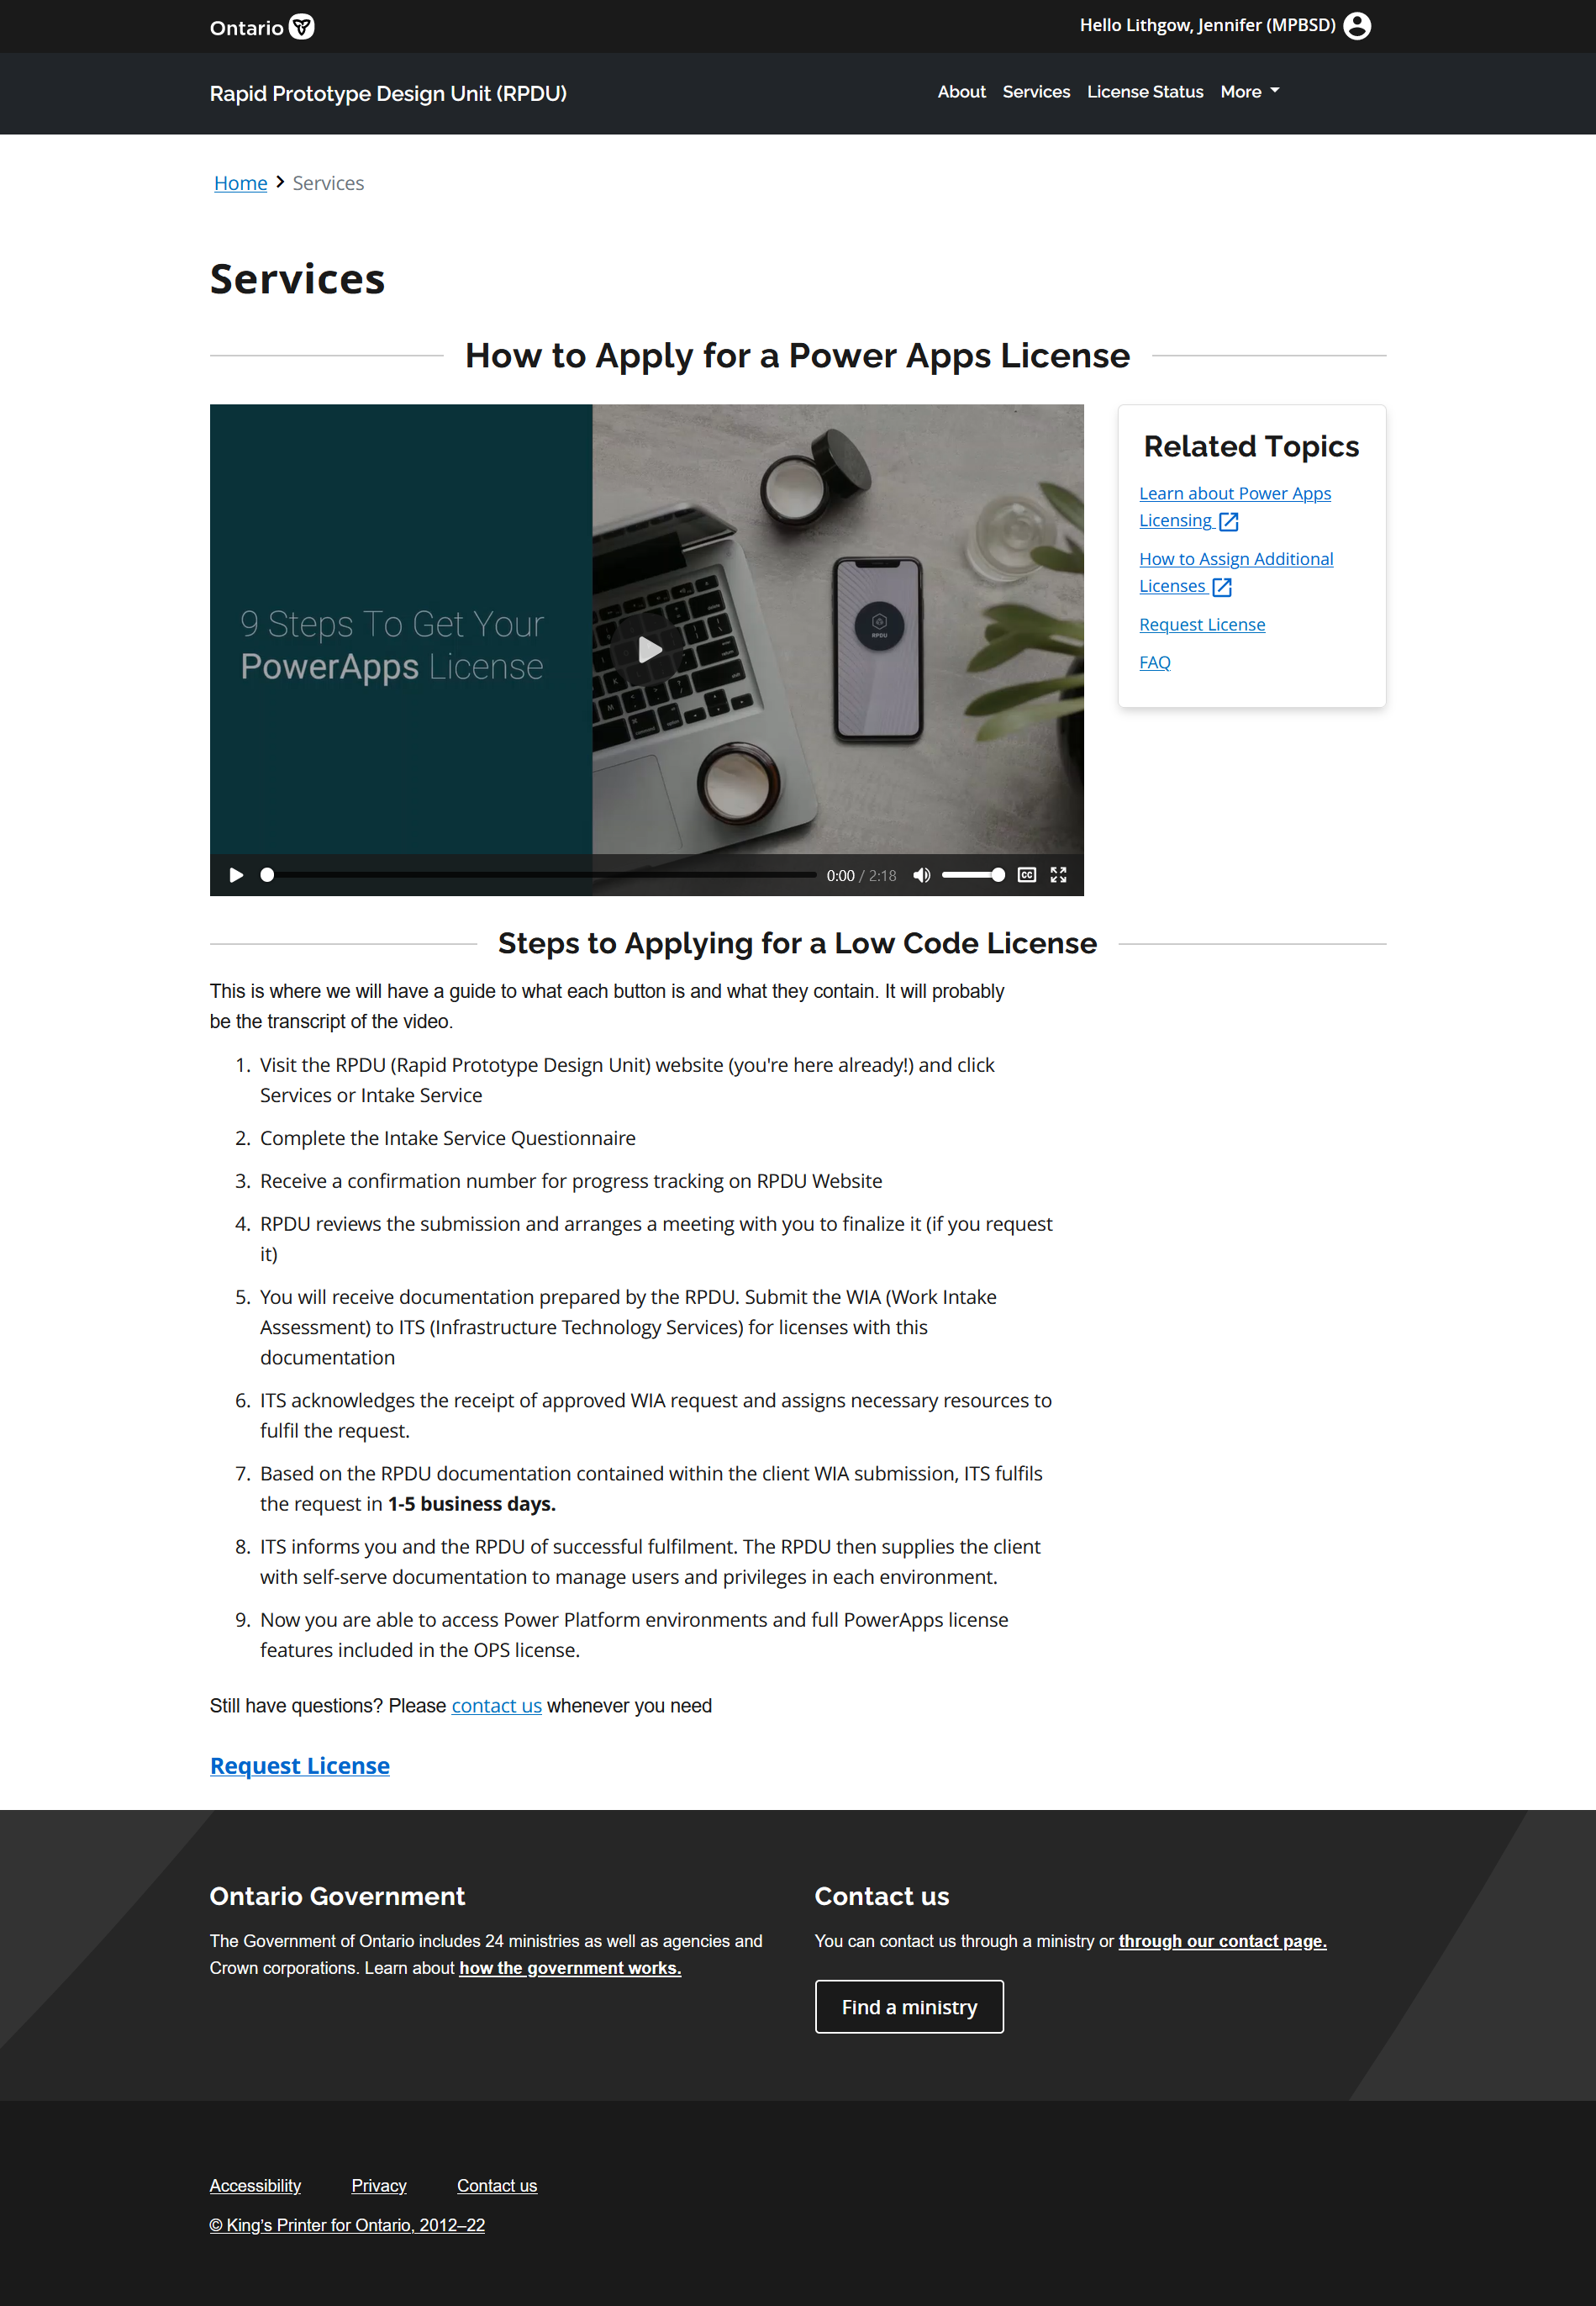 Ontario
Hello Lithgow, Jennifer (MPBSD)
Rapid Prototype Design Unit (RPDU)
About Services License Status More
Home > Services
Services
How to Apply for a Power Apps License
9 Steps To Get Your
PowerApps License
RPDU
0:00 / 2:18
CC
Related Topics
Learn about Power Apps
Licensing
How to Assign Additional
Licenses
Request License
FAQ
Steps to Applying for a Low Code License
This is where we will have a guide to what each button is and what they contain. It will probably
be the transcript of the video.
1. Visit the RPDU (Rapid Prototype Design Unit) website (you're here already!) and click
Services or Intake Service
2. Complete the Intake Service Questionnaire
3. Receive a confirmation number for progress tracking on RPDU Website
4. RPDU reviews the submission and arranges a meeting with you to finalize it (if you request
it)
5. You will receive documentation prepared by the RPDU. Submit the WIA (Work Intake
Assessment) to ITS (Infrastructure Technology Services) for licenses with this
documentation
6. ITS acknowledges the receipt of approved WIA request and assigns necessary resources to
fulfil the request.
7. Based on the RPDU documentation contained within the client WIA submission, ITS fulfils
the request in 1-5 business days.
8. ITS informs you and the RPDU of successful fulfilment. The RPDU then supplies the client
with self-serve documentation to manage users and privileges in each environment.
9. Now you are able to access Power Platform environments and full PowerApps license
features included in the OPS license.
Still have questions? Please contact us whenever you need
Request License
Ontario Government
The Government of Ontario includes 24 ministries as well as agencies and
Crown corporations. Learn about how the government works.
Contact us
You can contact us through a ministry or through our contact page.
Find a ministry
Accessibility Privacy Contact us
© King's Printer for Ontario, 2012–22